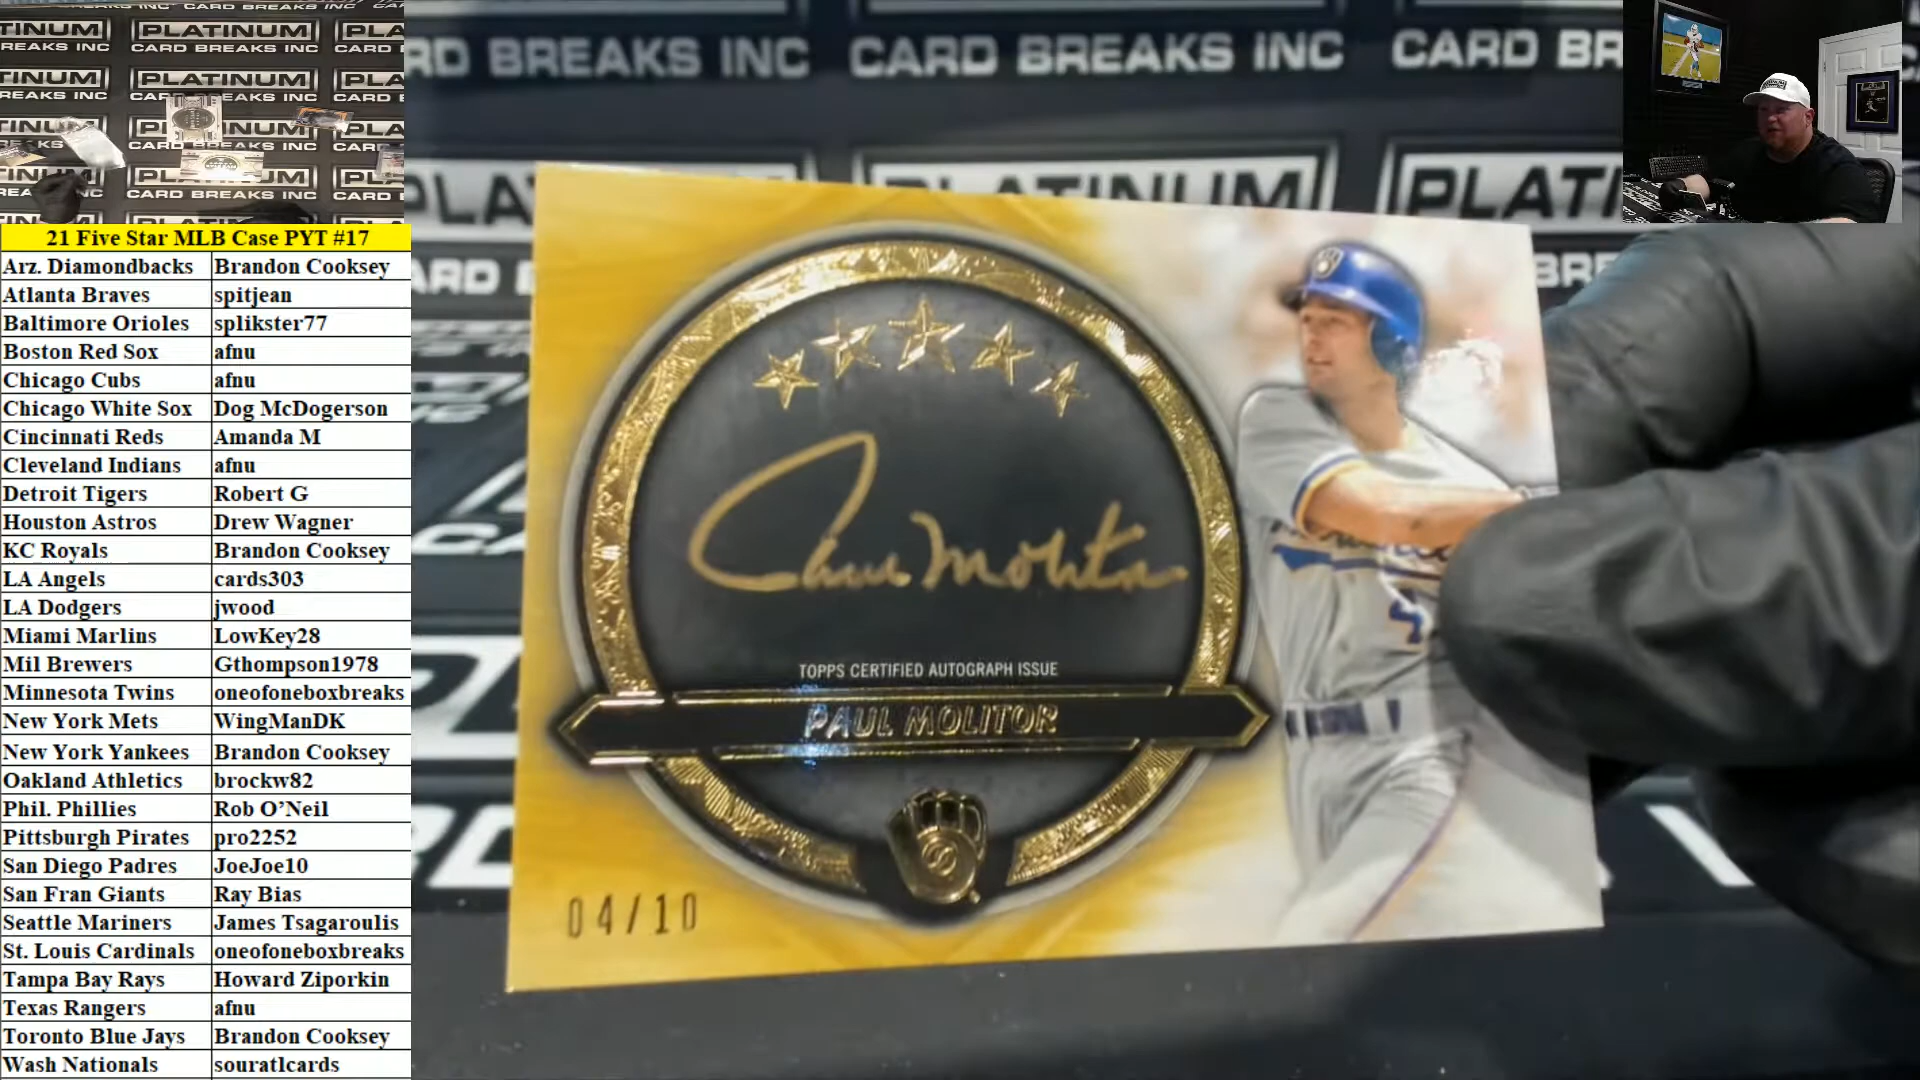 PLATINUM
CARD BREAKS INC
21 Five Star MLB Case PYT #17
Arz. Diamondbacks Brandon Cooksey
Atlanta Braves spitjean
Baltimore Orioles splikster77
Boston Red Sox afnu
Chicago Cubs afnu
Chicago White Sox Dog McDogerson
Cincinnati Reds Amanda M
Cleveland Indians afnu
Detroit Tigers Robert G
Houston Astros Drew Wagner
KC Royals Brandon Cooksey
LA Angels cards303
LA Dodgers jwood
Miami Marlins LowKey28
Mil Brewers Gthompson1978
Minnesota Twins oneofoneboxbreaks
New York Mets WingManDK
New York Yankees Brandon Cooksey
Oakland Athletics brockw82
Phil. Phillies Rob O’Neil
Pittsburgh Pirates pro2252
San Diego Padres JoeJoe10
San Fran Giants Ray Bias
Seattle Mariners James Tsagaroulis
St. Louis Cardinals oneofoneboxbreaks
Tampa Bay Rays Howard Ziporkin
Texas Rangers afnu
Toronto Blue Jays Brandon Cooksey
Wash Nationals souratlcards
CARD BREAKS INC
PLATINUM
Paul Molitor
TOPPS CERTIFIED AUTOGRAPH ISSUE
PAUL MOLITOR
04/10
4